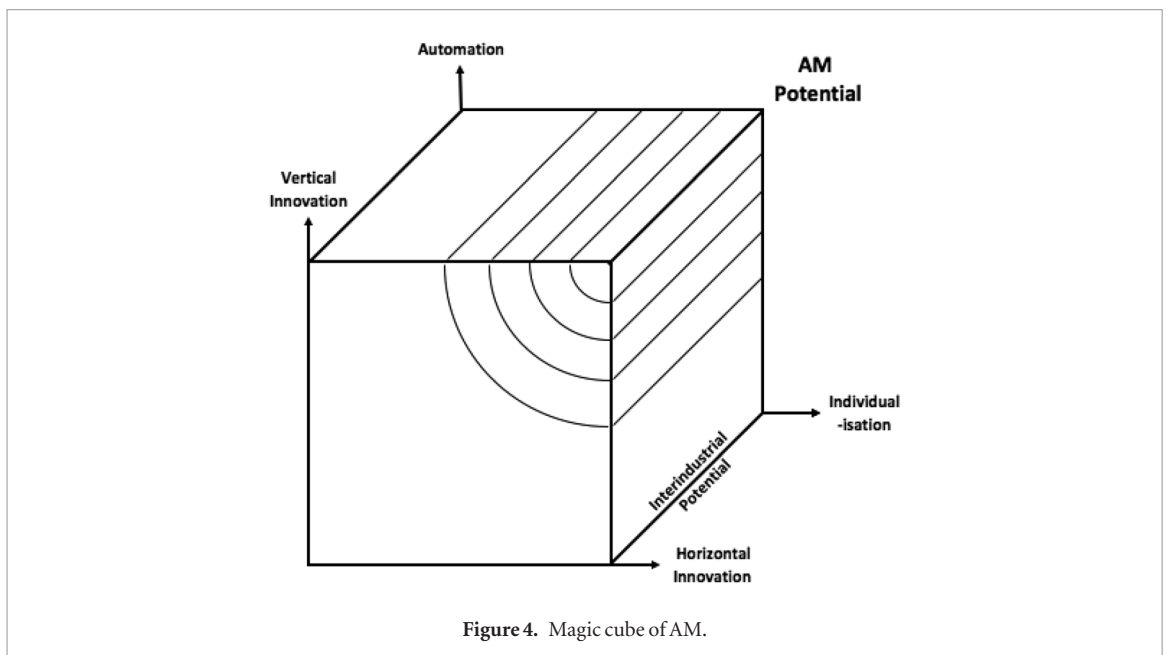 Automation
AM
Potential
Vertical
Innovation
Individual
-isation
Interindustrial
Potential
Horizontal
Innovation
Figure 4. Magic cube of AM.